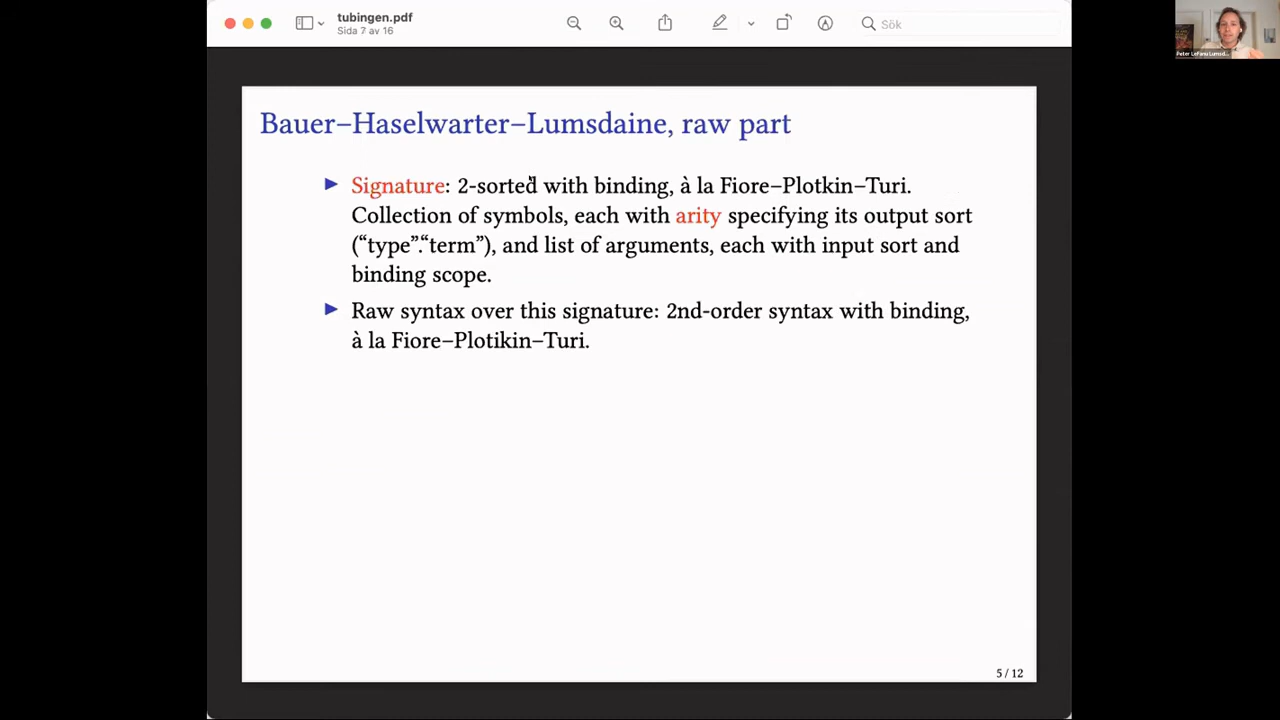 tubingen.pdf
Sida 7 av 16
Sök
Bauer–Haselwarter–Lumsdaine, raw part
Signature: 2-sorted with binding, à la Fiore–Plotkin–Turi.
Collection of symbols, each with arity specifying its output sort
(“type”.“term”), and list of arguments, each with input sort and
binding scope.
Raw syntax over this signature: 2nd-order syntax with binding,
à la Fiore–Plotikin–Turi.
5 / 12
Peter LeFanu Lumsd...